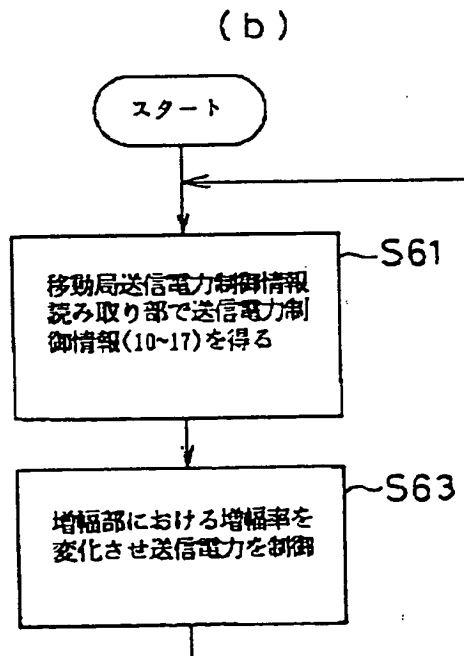 (b)
スタート
S61
移動局送信電力制御情報
読み取り部で送信電力制
御情報(10~17)を得る
S63
増幅部における増幅率を
変化させ送信電力を制御